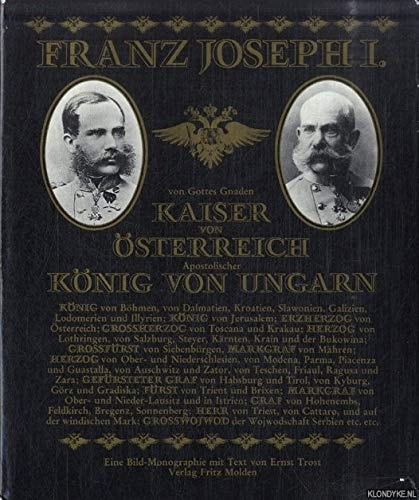 FRANZ JOSEPH I.
von Gottes Gnaden
KAISER
VON
ÖSTERREICH
Apostolischer
KÖNIG VON UNGARN
KÖNIG von Böhmen, von Dalmatien, Kroatien, Slawonien, Galizien,
Lodomerien und Illyrien; KÖNIG von Jerusalem; ERZHERZOG von
Österreich; GROSSHERZOG von Toscana und Krakau; HERZOG von
Lothringen, von Salzburg, Steyer, Kärnten, Krain und der Bukowina;
GROSSFÜRST von Siebenbürgen, MARKGRAF von Mähren;
HERZOG von Ober- und Niederschlesien, von Modena, Parma, Piacenza
und Guastalla, von Auschwitz und Zator, von Teschen, Friaul, Ragusa und
Zara; GEFÜRSTETER GRAF von Habsburg und Tirol, von Kyburg,
Görz und Gradiska; FÜRST von Trient und Brixen; MARKGRAF von
Ober- und Nieder-Lausitz und in Istrien; GRAF von Hohenembs,
Feldkirch, Bregenz, Sonnenberg; HERR von Triest, von Cattaro, und auf
der windischen Mark; GROSSWOJWOD der Wojwodschaft Serbien etc. etc.
Eine Bild-Monographie mit Text von Ernst Trost
Verlag Fritz Molden
KLONDYKE.NL